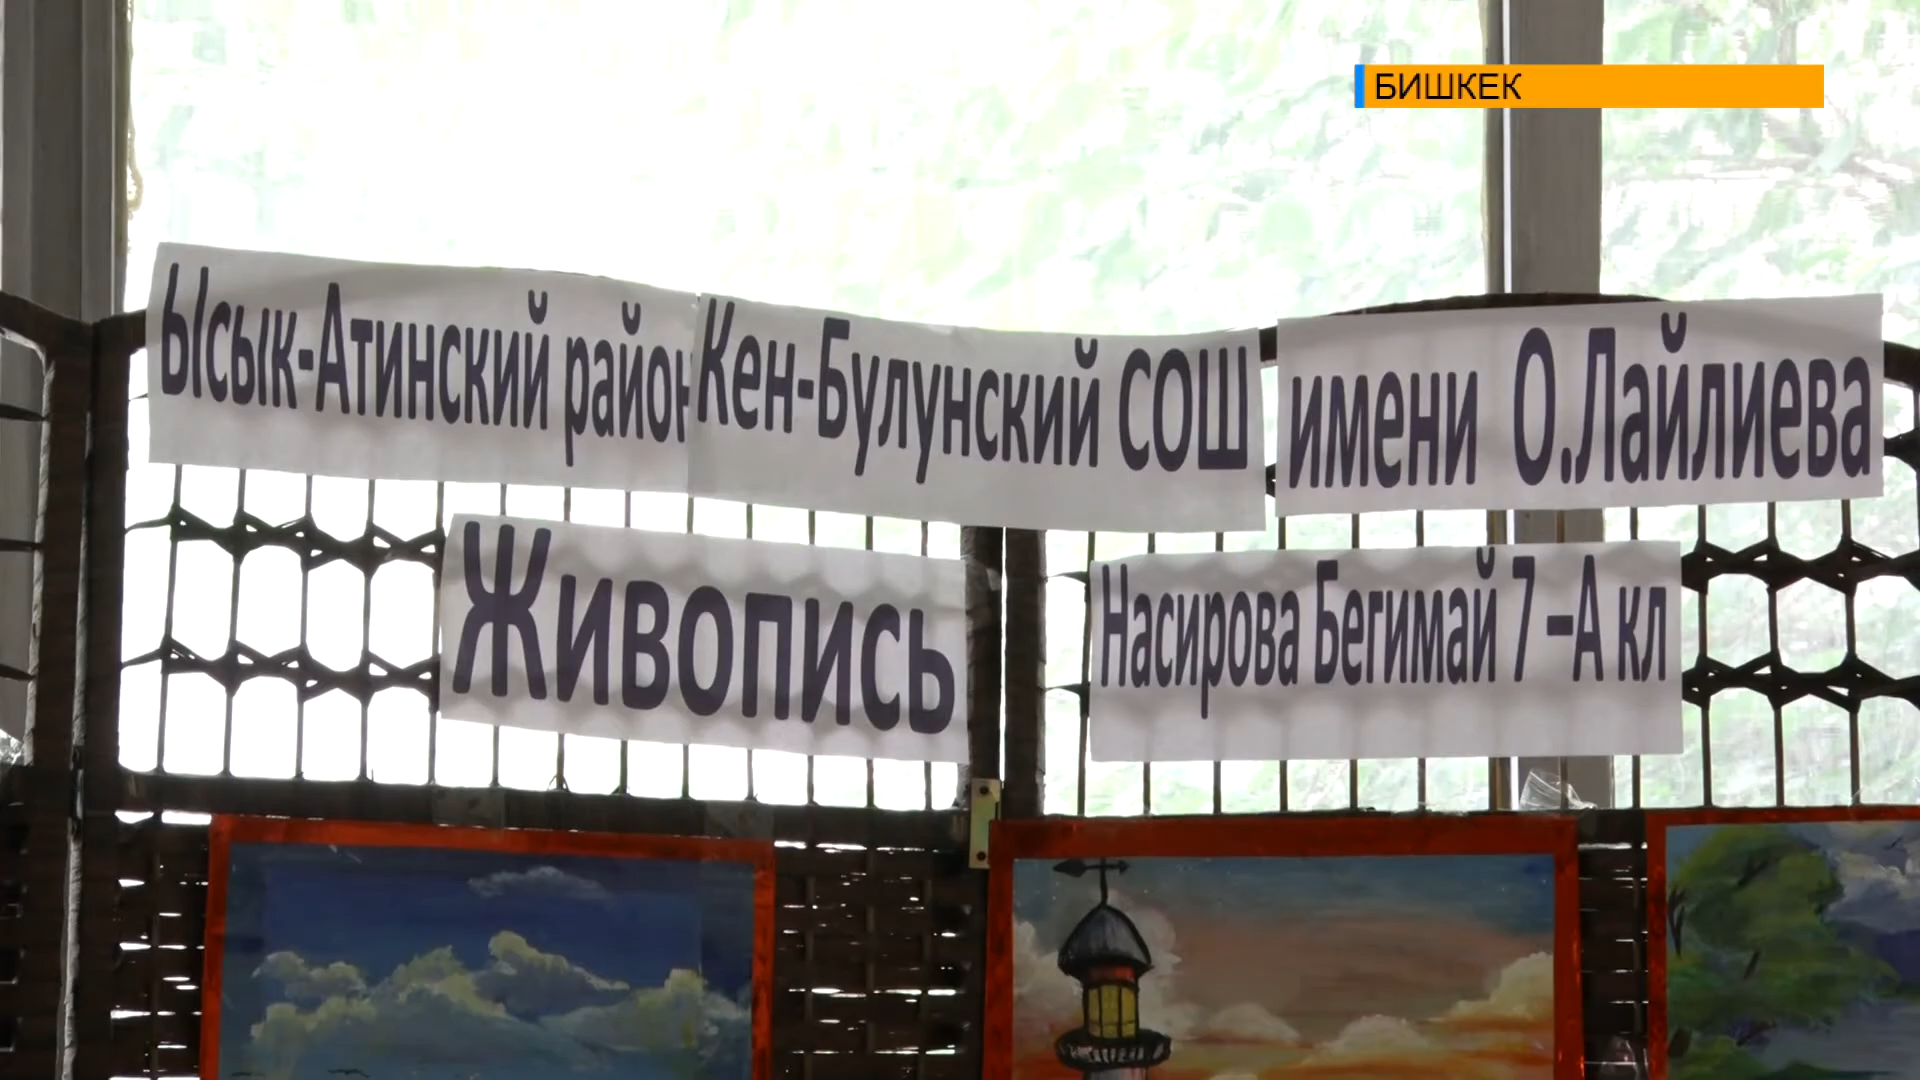 БИШКЕК
Ысык-Атинский район Кен-Булунский СОШ имени О.Лайлиева
Живопись
Насирова Бегимай 7 –А кл